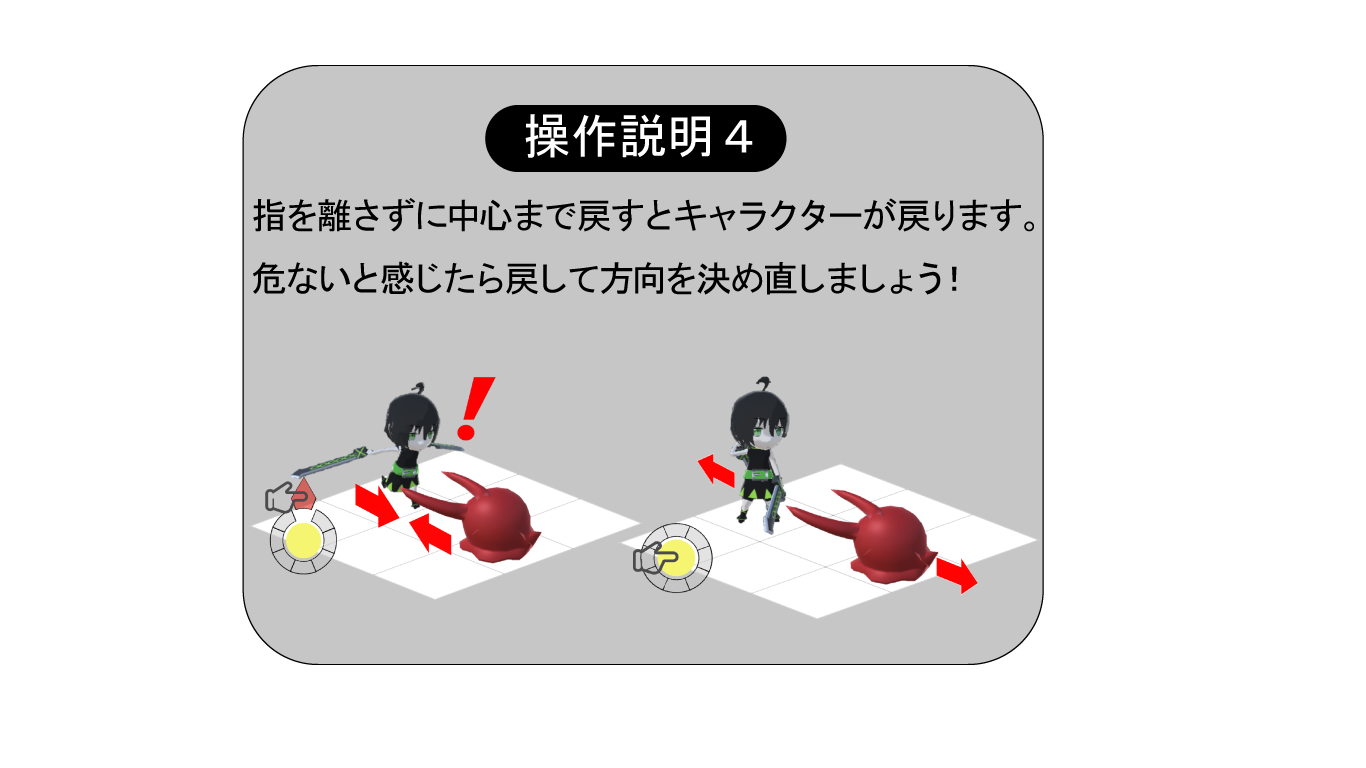 操作説明４
指を離さずに中心まで戻すとキャラクターが戻ります。
危ないと感じたら戻して方向を決め直しましょう！
！